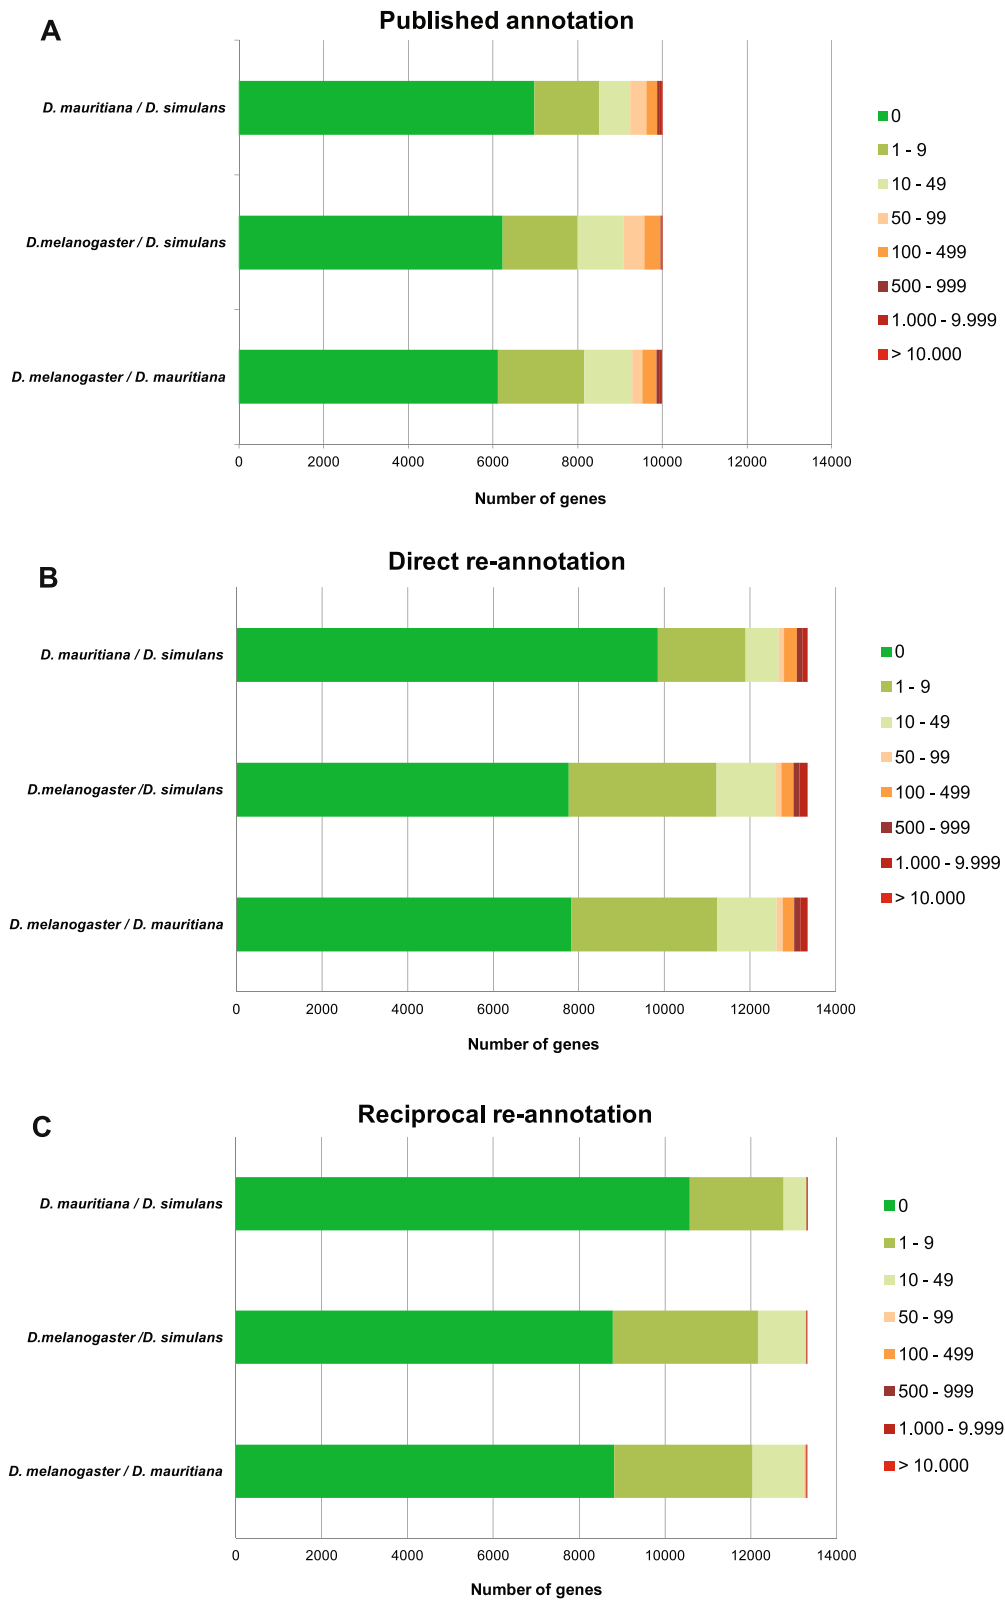 A
Published annotation
D. mauritiana / D. simulans
D.melanogaster / D. simulans
D. melanogaster / D. mauritiana
0 2000 4000 6000 8000 10000 12000 14000
Number of genes
0
1 - 9
10 - 49
50 - 99
100 - 499
500 - 999
1.000 - 9.999
> 10.000
B
Direct re-annotation
D. mauritiana / D. simulans
D.melanogaster /D. simulans
D. melanogaster / D. mauritiana
0 2000 4000 6000 8000 10000 12000 14000
Number of genes
0
1 - 9
10 - 49
50 - 99
100 - 499
500 - 999
1.000 - 9.999
> 10.000
C
Reciprocal re-annotation
D. mauritiana / D. simulans
D.melanogaster /D. simulans
D. melanogaster / D. mauritiana
0 2000 4000 6000 8000 10000 12000 14000
Number of genes
0
1 - 9
10 - 49
50 - 99
100 - 499
500 - 999
1.000 - 9.999
> 10.000